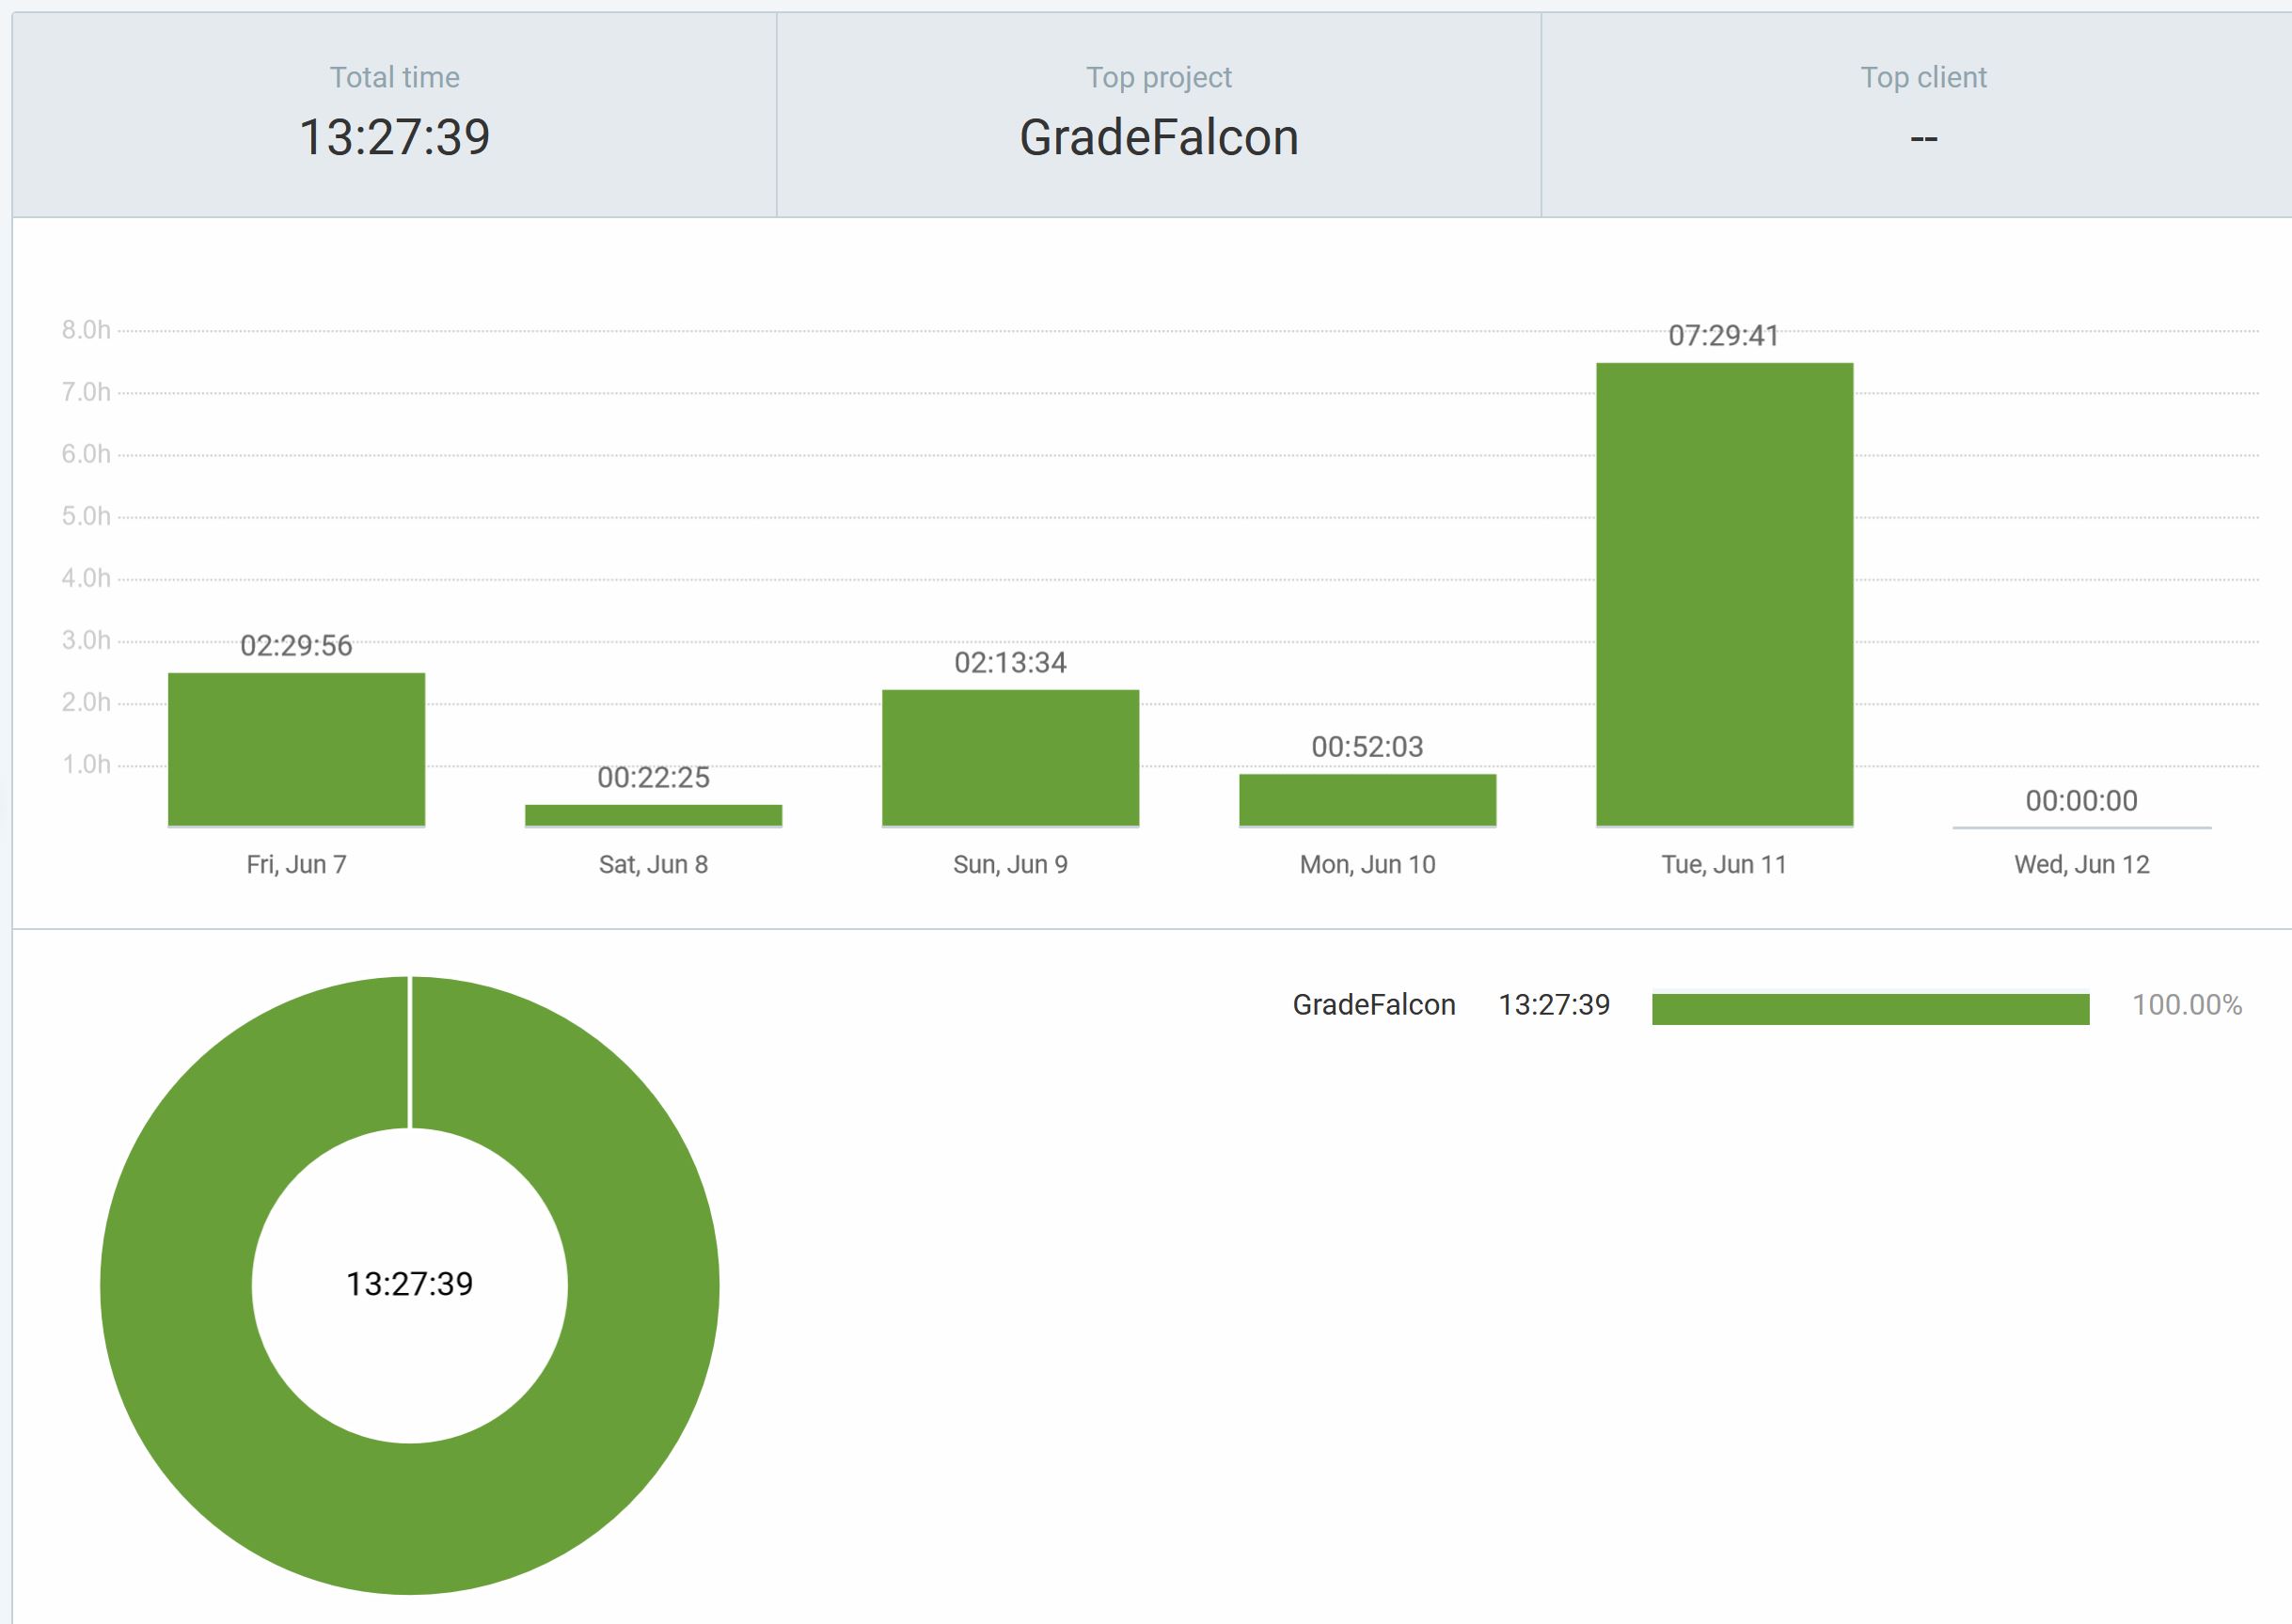 Total time
13:27:39
Top project
GradeFalcon
Top client
--
8.0h
7.0h
6.0h
5.0h
4.0h
3.0h
2.0h
1.0h
02:29:56
00:22:25
02:13:34
00:52:03
07:29:41
00:00:00
Fri, Jun 7
Sat, Jun 8
Sun, Jun 9
Mon, Jun 10
Tue, Jun 11
Wed, Jun 12
13:27:39
GradeFalcon 13:27:39 100.00%